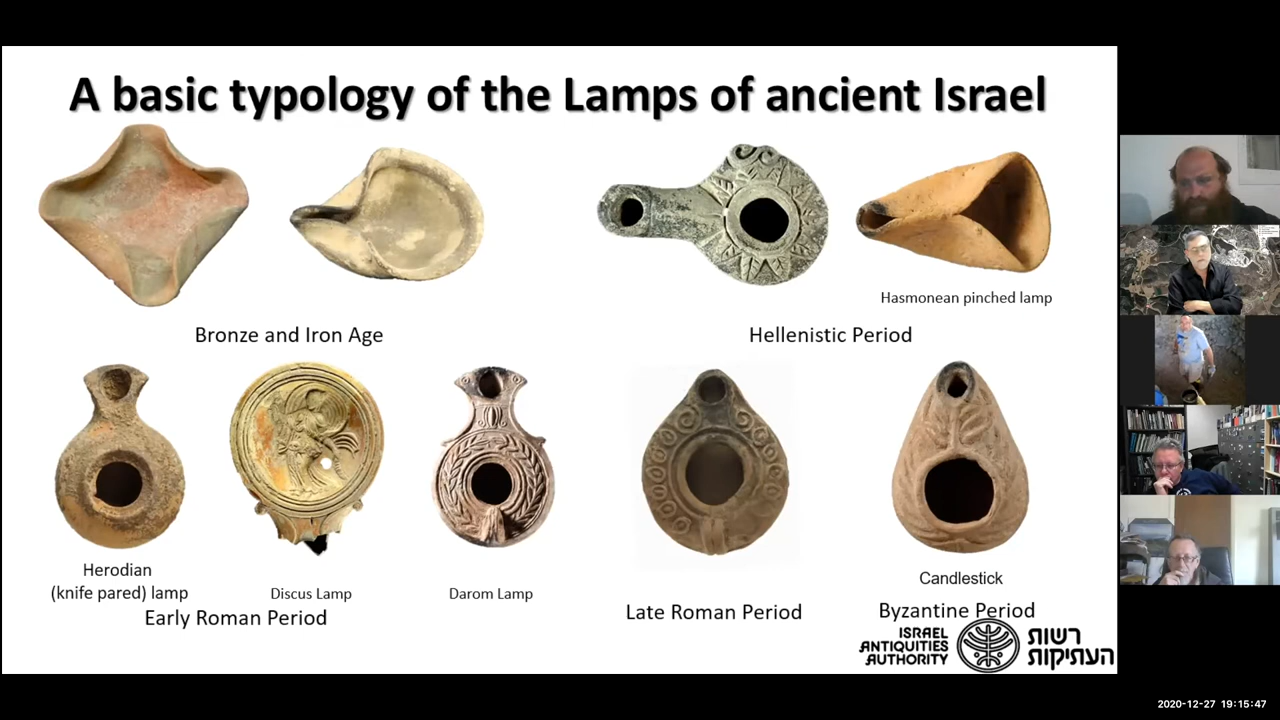 A basic typology of the Lamps of ancient Israel
Hasmonean pinched lamp
Bronze and Iron Age
Hellenistic Period
Herodian
(knife pared) lamp
Discus Lamp
Darom Lamp
Early Roman Period
Late Roman Period
Candlestick
Byzantine Period
ISRAEL
ANTIQUITIES
AUTHORITY
רשות
העתיקות
2020-12-27 19:15:47